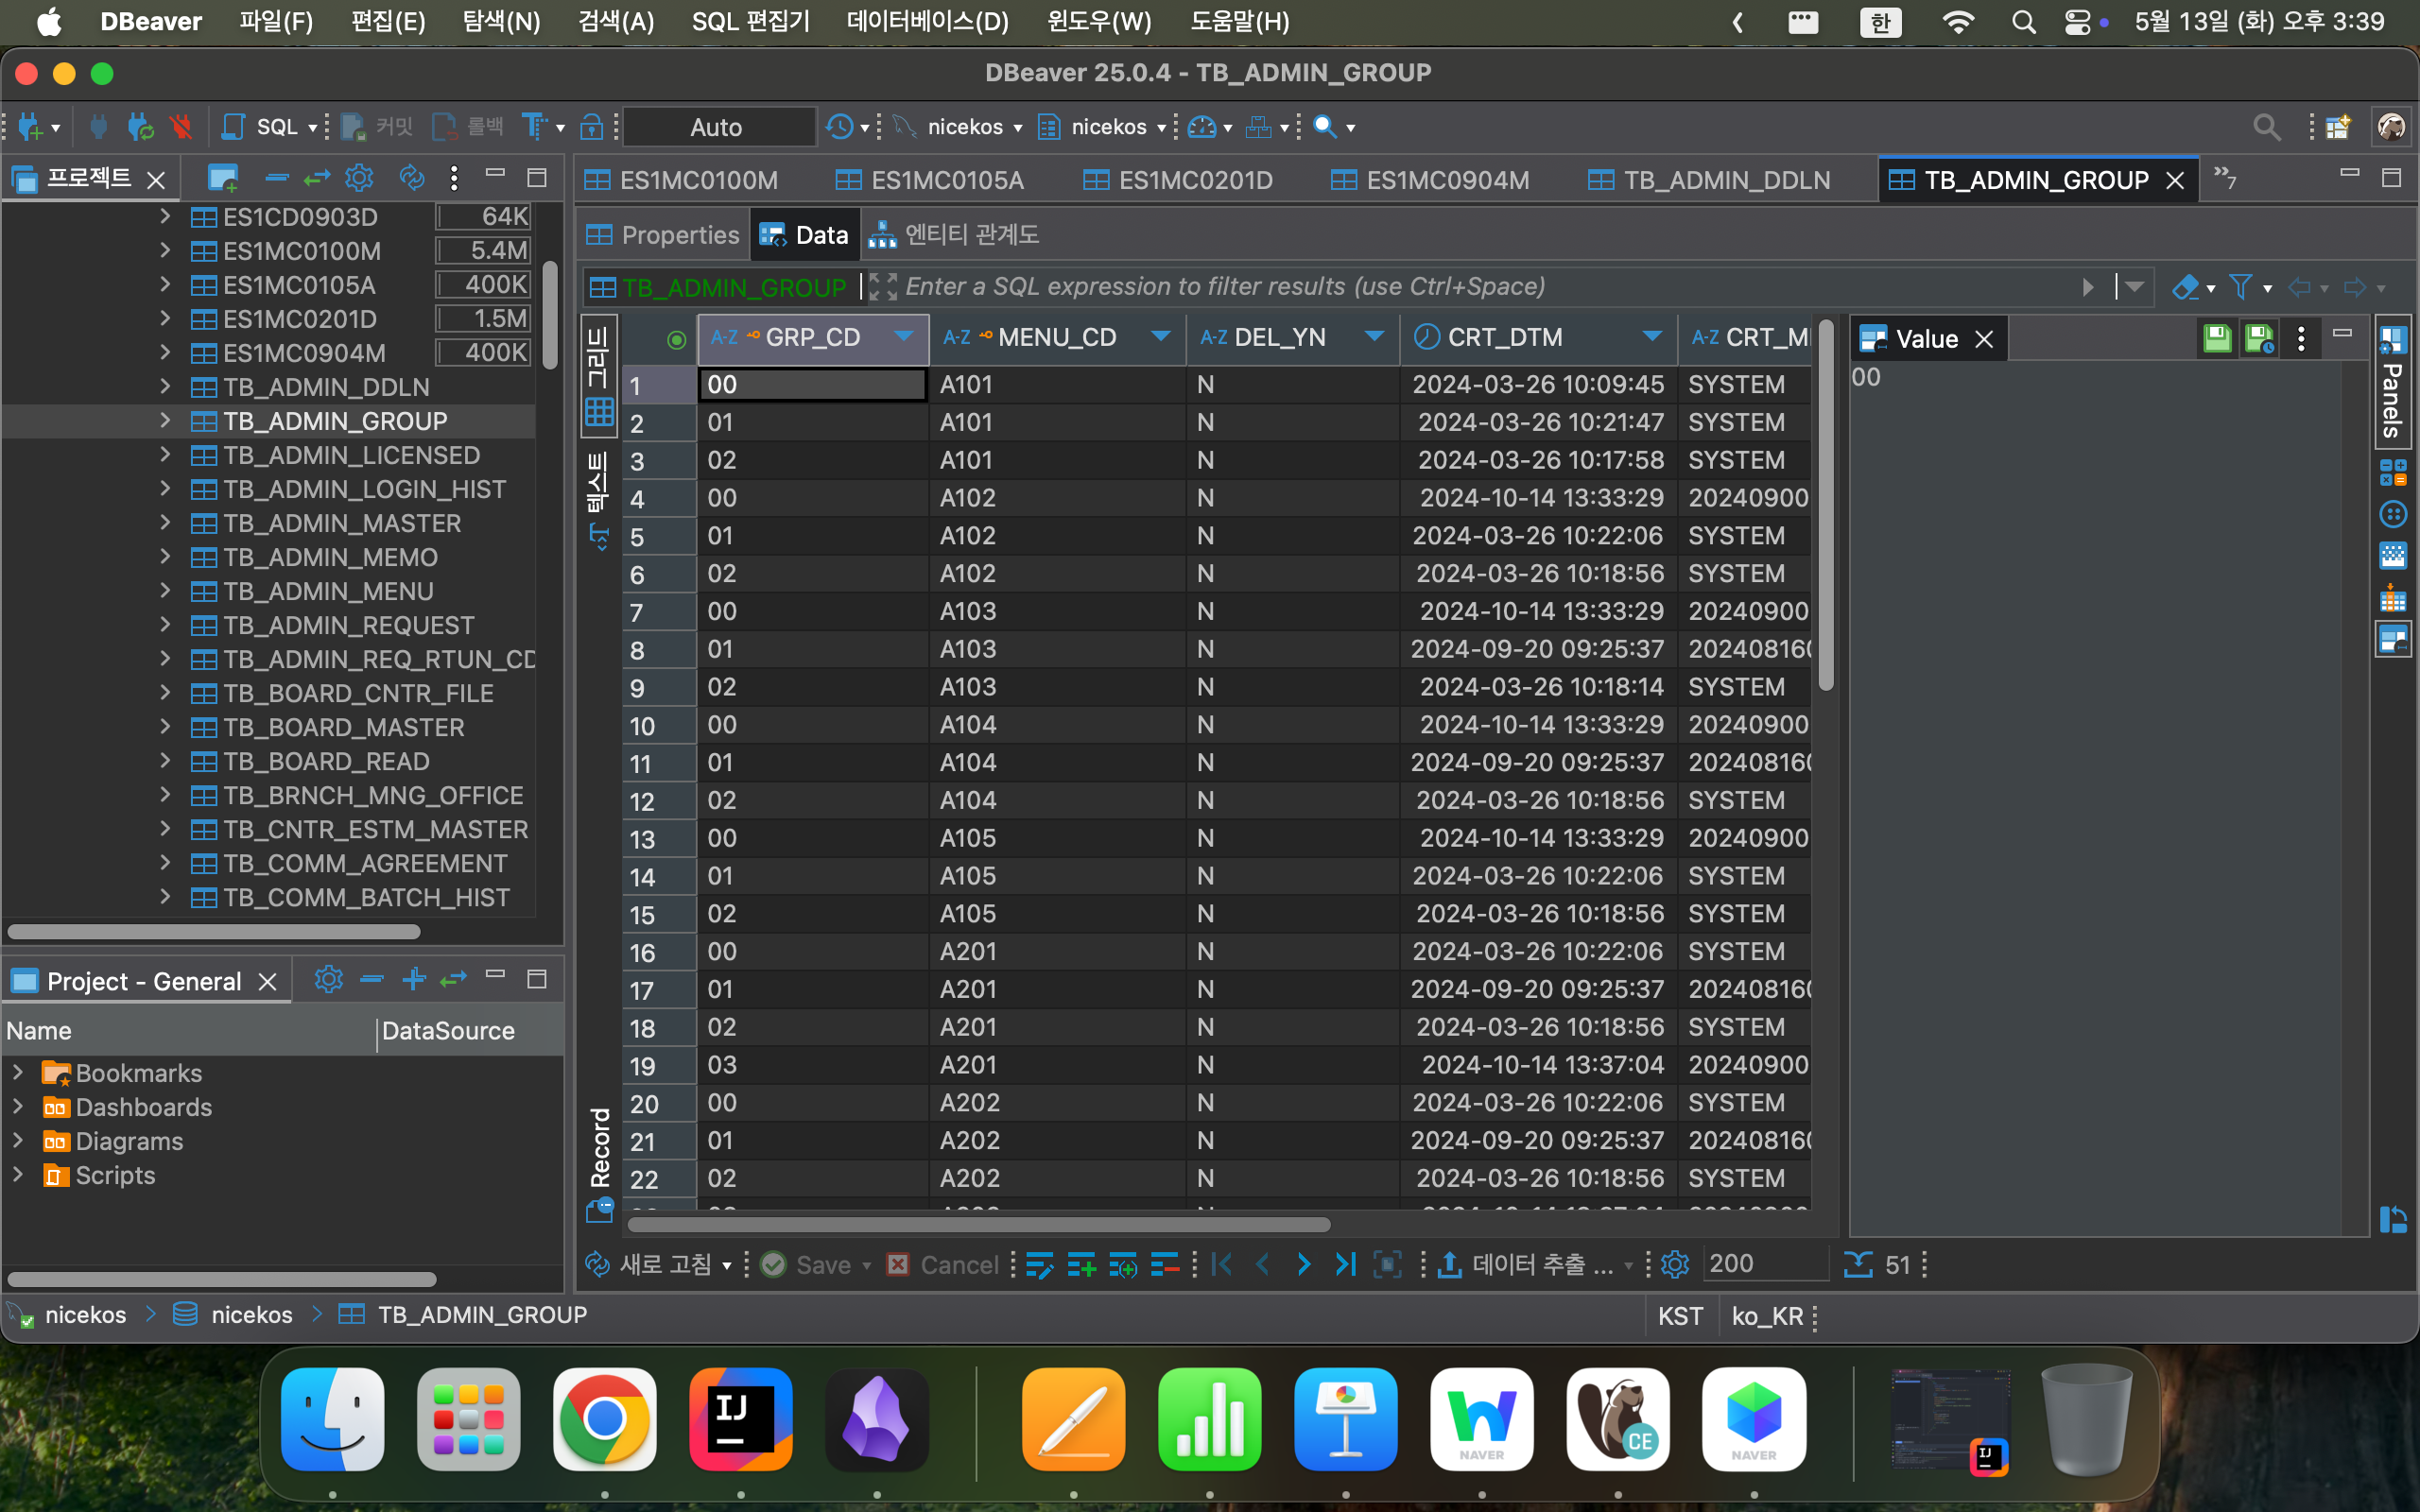 DBeaver 파일(F) 편집(E) 탐색(N) 검색(A) SQL 편집기 데이터베이스(D) 윈도우(W) 도움말(H) 한 5월 13일 (화) 오후 3:39
DBeaver 25.0.4 - TB_ADMIN_GROUP
SQL 커밋 롤백 Auto nicekos nicekos
프로젝트
ES1CD0903D 64K
ES1MC0100M 5.4M
ES1MC0105A 400K
ES1MC0201D 1.5M
ES1MC0904M 400K
TB_ADMIN_DDLN
TB_ADMIN_GROUP
TB_ADMIN_LICENSED
TB_ADMIN_LOGIN_HIST
TB_ADMIN_MASTER
TB_ADMIN_MEMO
TB_ADMIN_MENU
TB_ADMIN_REQUEST
TB_ADMIN_REQ_RTUN_CD
TB_BOARD_CNTR_FILE
TB_BOARD_MASTER
TB_BOARD_READ
TB_BRNCH_MNG_OFFICE
TB_CNTR_ESTM_MASTER
TB_COMM_AGREEMENT
TB_COMM_BATCH_HIST
Project - General
Name DataSource
Bookmarks
Dashboards
Diagrams
Scripts
ES1MC0100M ES1MC0105A ES1MC0201D ES1MC0904M TB_ADMIN_DDLN TB_ADMIN_GROUP »7
Properties Data 엔티티 관계도
TB_ADMIN_GROUP Enter a SQL expression to filter results (use Ctrl+Space)
그리드
텍스트
Record
A-Z GRP_CD A-Z MENU_CD A-Z DEL_YN CRT_DTM A-Z CRT_M
1 00 A101 N 2024-03-26 10:09:45 SYSTEM
2 01 A101 N 2024-03-26 10:21:47 SYSTEM
3 02 A101 N 2024-03-26 10:17:58 SYSTEM
4 00 A102 N 2024-10-14 13:33:29 20240900
5 01 A102 N 2024-03-26 10:22:06 SYSTEM
6 02 A102 N 2024-03-26 10:18:56 SYSTEM
7 00 A103 N 2024-10-14 13:33:29 20240900
8 01 A103 N 2024-09-20 09:25:37 20240816
9 02 A103 N 2024-03-26 10:18:14 SYSTEM
10 00 A104 N 2024-10-14 13:33:29 20240900
11 01 A104 N 2024-09-20 09:25:37 20240816
12 02 A104 N 2024-03-26 10:18:56 SYSTEM
13 00 A105 N 2024-10-14 13:33:29 20240900
14 01 A105 N 2024-03-26 10:22:06 SYSTEM
15 02 A105 N 2024-03-26 10:18:56 SYSTEM
16 00 A201 N 2024-03-26 10:22:06 SYSTEM
17 01 A201 N 2024-09-20 09:25:37 20240816
18 02 A201 N 2024-03-26 10:18:56 SYSTEM
19 03 A201 N 2024-10-14 13:37:04 20240900
20 00 A202 N 2024-03-26 10:22:06 SYSTEM
21 01 A202 N 2024-09-20 09:25:37 20240816
22 02 A202 N 2024-03-26 10:18:56 SYSTEM
Value
00
Panels
새로 고침 Save Cancel 데이터 추출 ... 200 51
nicekos nicekos TB_ADMIN_GROUP KST ko_KR
IJ NAVER CE NAVER IJ